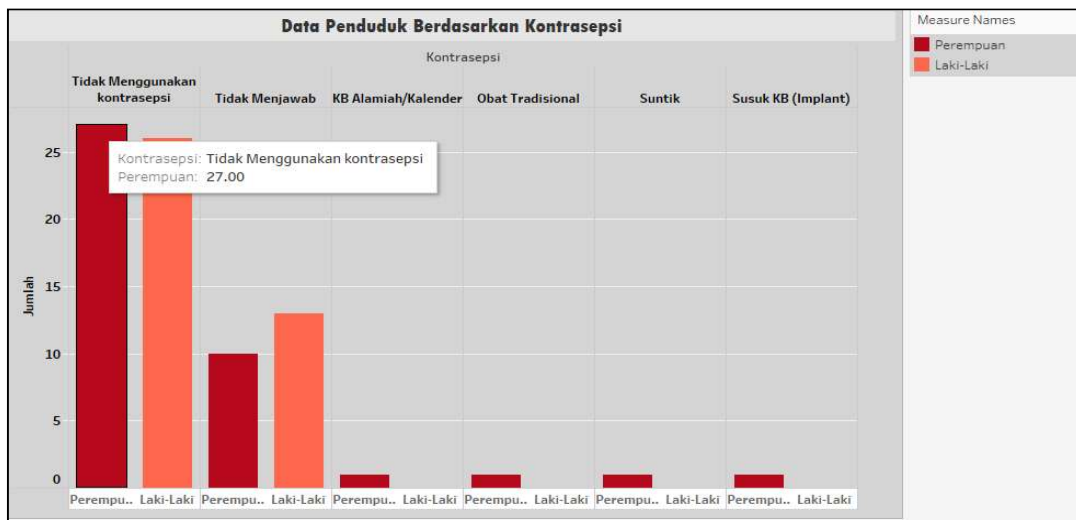 Data Penduduk Berdasarkan Kontrasepsi
Kontrasepsi
Tidak Menggunakan
kontrasepsi
Tidak Menjawab
KB Alamiah/Kalender
Obat Tradisional
Suntik
Susuk KB (Implant)
Kontrasepsi: Tidak Menggunakan kontrasepsi
Perempuan: 27.00
Jumlah
25
20
15
10
5
0
Perempu.. Laki-Laki Perempu.. Laki-Laki Perempu.. Laki-Laki Perempu.. Laki-Laki Perempu.. Laki-Laki Perempu.. Laki-Laki
Measure Names
Perempuan
Laki-Laki